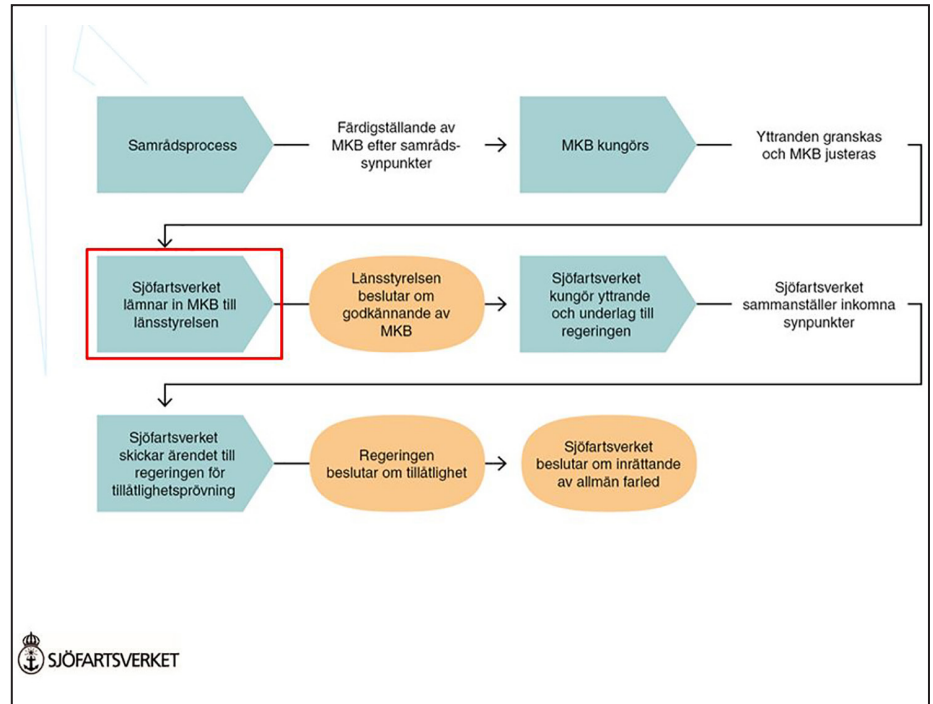 Samrådsprocess
Färdigställande av
MKB efter samråds-
synpunkter
MKB kungörs
Yttranden granskas
och MKB justeras
Sjöfartsverket
lämnar in MKB till
länsstyrelsen
Länsstyrelsen
beslutar om
godkännande av
MKB
Sjöfartsverket
kungör yttrande
och underlag till
regeringen
Sjöfartsverket
sammanställer inkomna
synpunkter
Sjöfartsverket
skickar ärendet till
regeringen för
tillåtlighetsprövning
Regeringen
beslutar om tillåtlighet
Sjöfartsverket
beslutar om inrättande
av allmän farled
SJÖFARTSVERKET